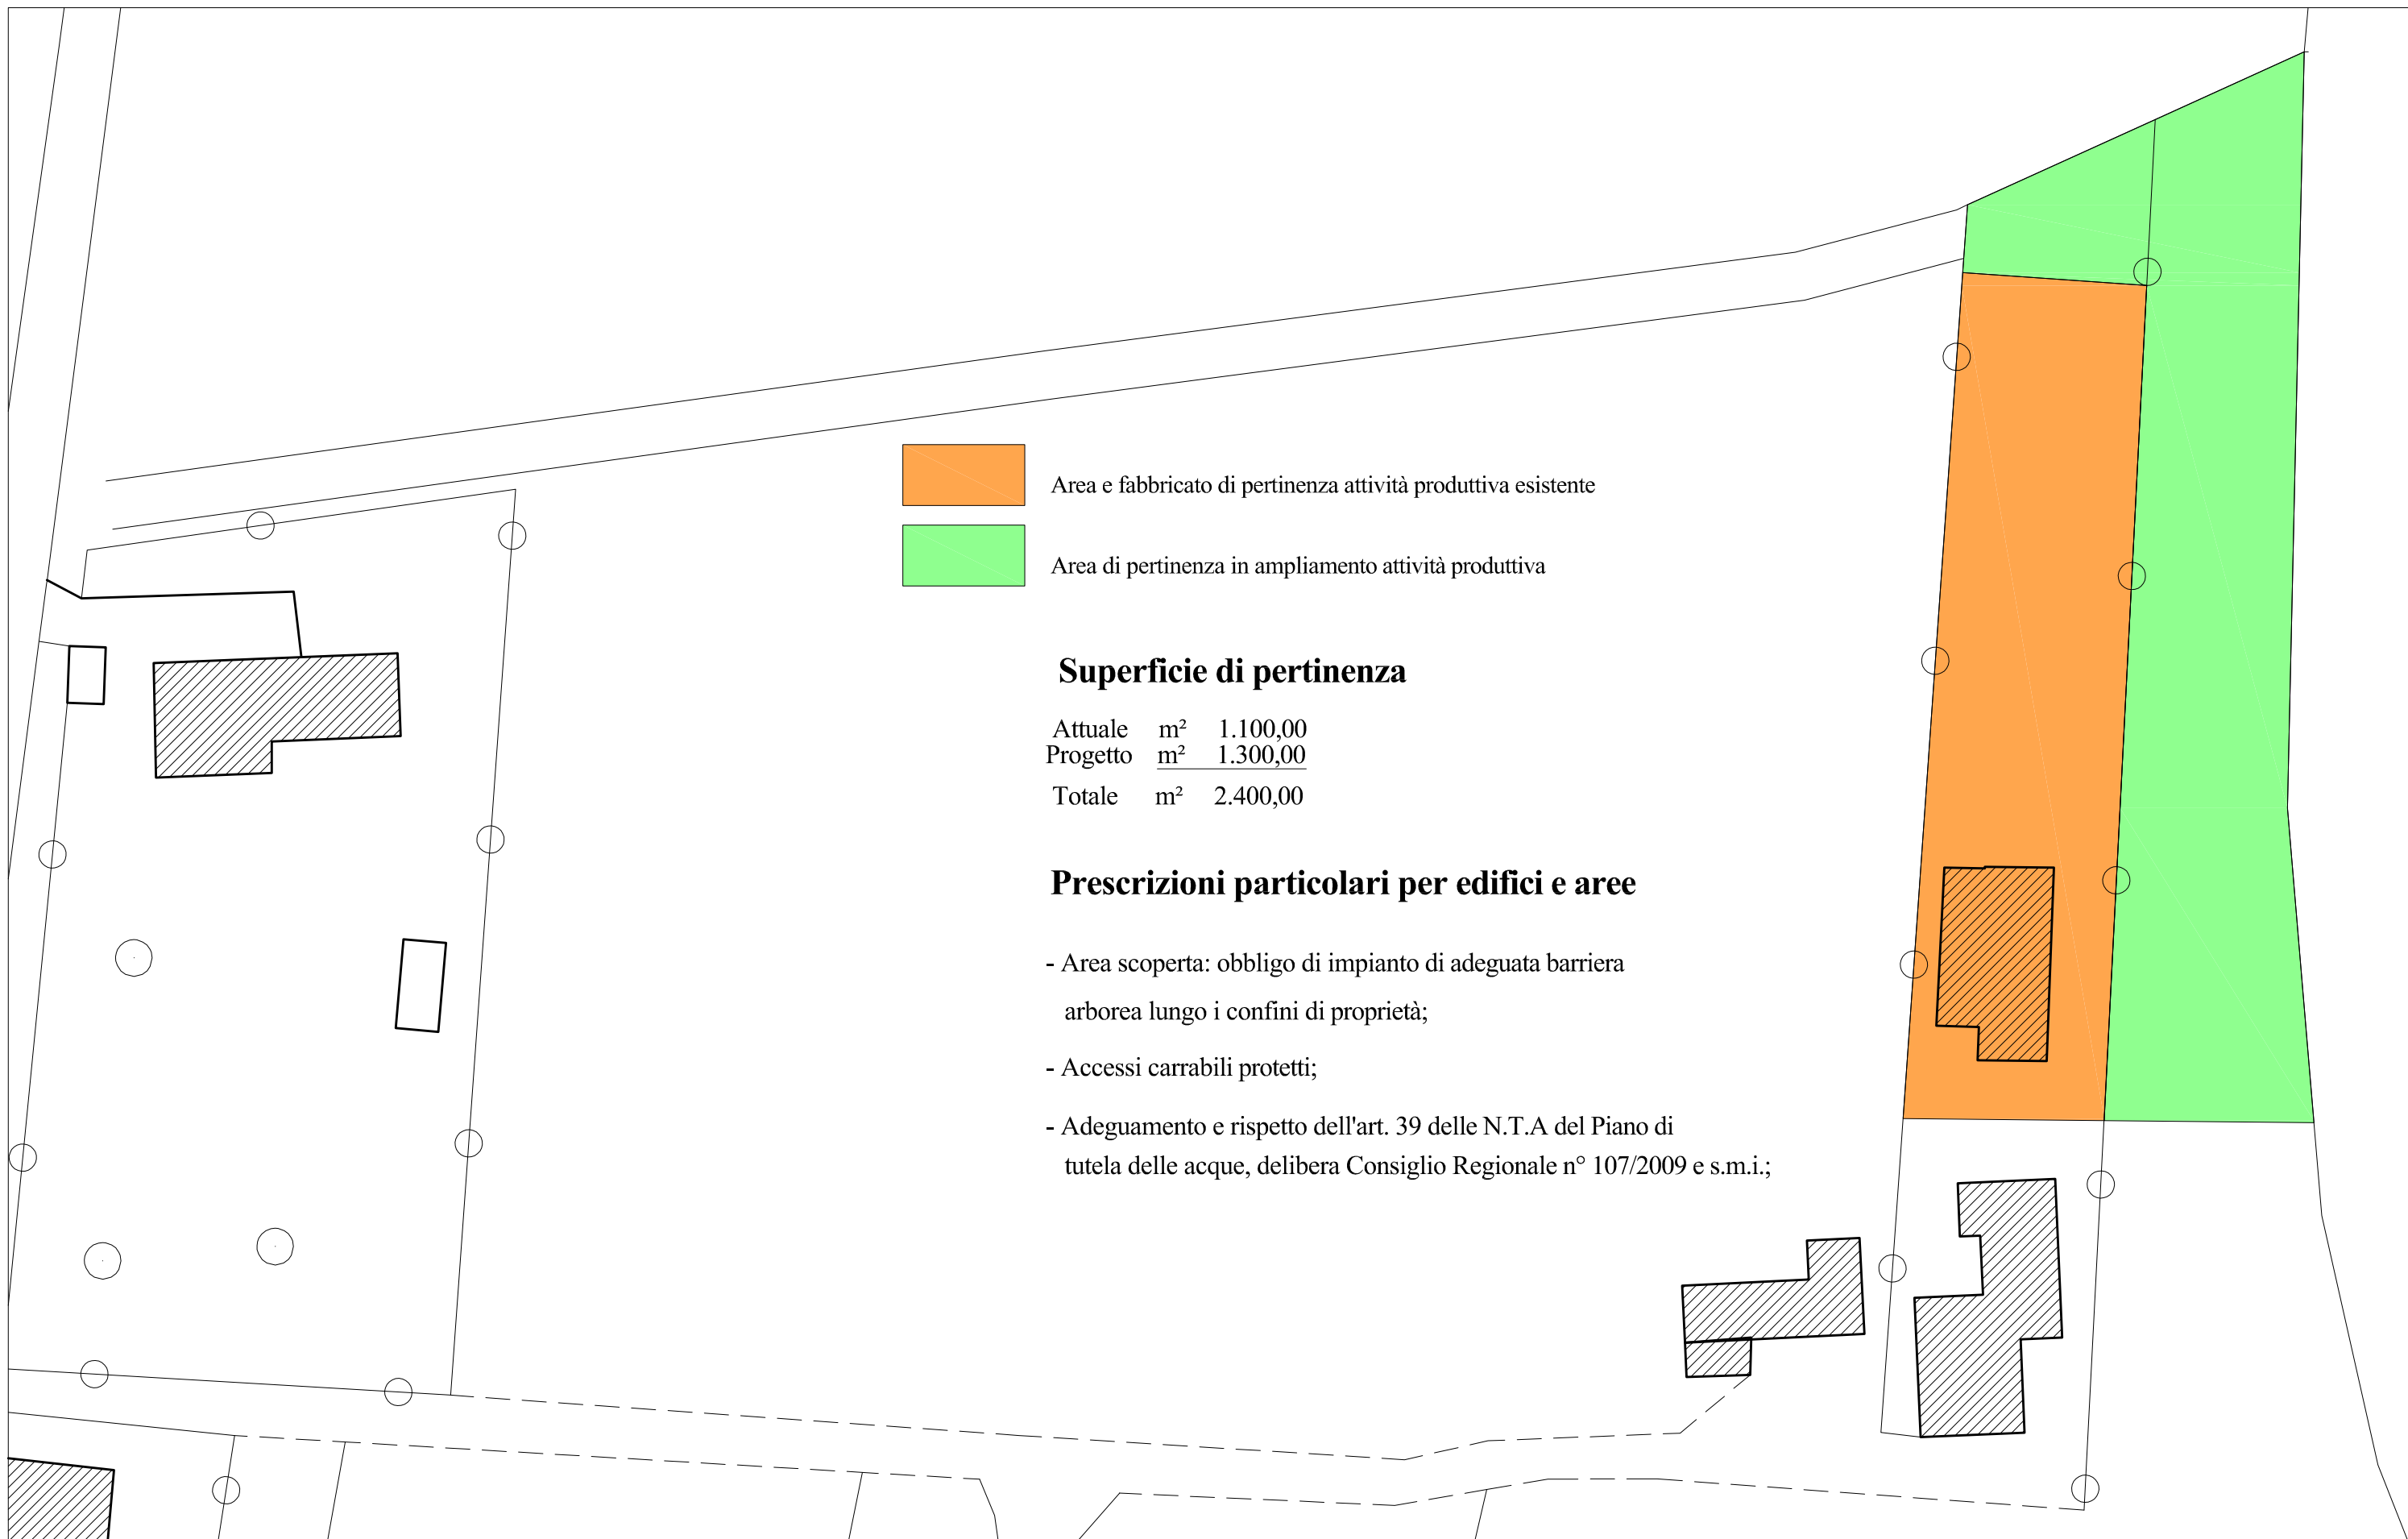 Area e fabbricato di pertinenza attività produttiva esistente
Area di pertinenza in ampliamento attività produttiva
Superficie di pertinenza
Attuale m² 1.100,00
Progetto m² 1.300,00
Totale m² 2.400,00
Prescrizioni particolari per edifici e aree
- Area scoperta: obbligo di impianto di adeguata barriera
arborea lungo i confini di proprietà;
- Accessi carrabili protetti;
- Adeguamento e rispetto dell'art. 39 delle N.T.A del Piano di
tutela delle acque, delibera Consiglio Regionale n° 107/2009 e s.m.i.;